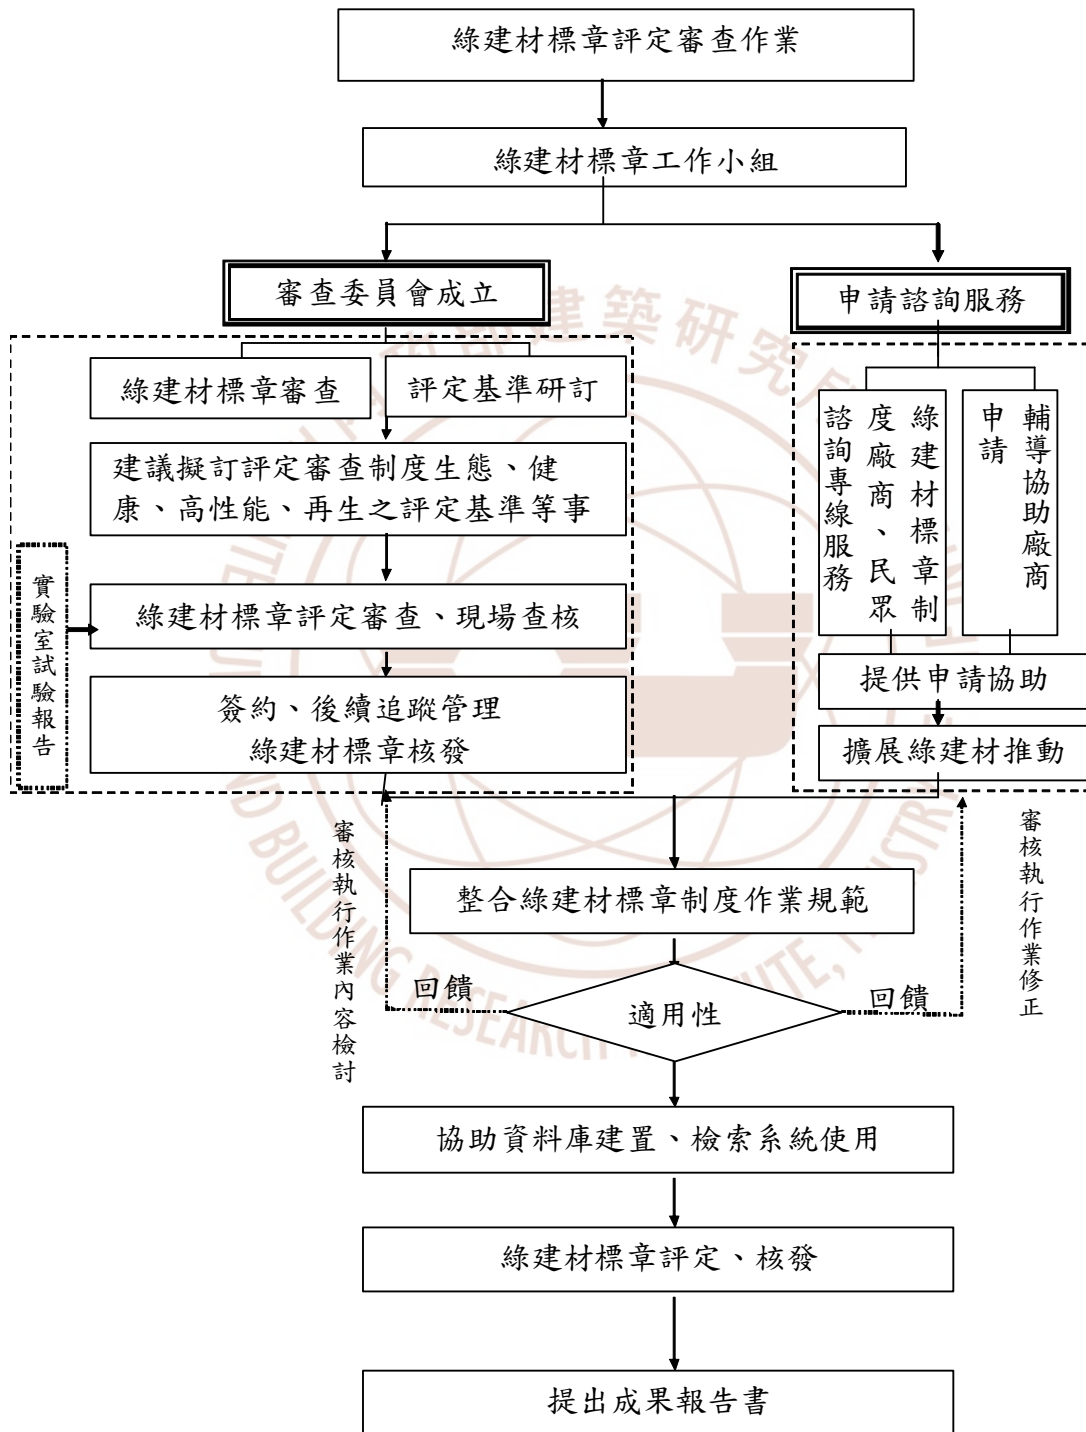 綠建材標章評定審查作業
綠建材標章工作小組
審查委員會成立
申請諮詢服務
綠建材標章審查
評定基準研訂
建議擬訂評定審查制度生態、健
康、高性能、再生之評定基準等事
實驗室試驗報告
綠建材標章評定審查、現場查核
簽約、後續追蹤管理
綠建材標章核發
綠建材標章制
度廠商、民眾
諮詢專線服務
輔導協助廠商
申請
提供申請協助
擴展綠建材推動
審核執行作業內容檢討
審核執行作業修正
整合綠建材標章制度作業規範
回饋
適用性
回饋
協助資料庫建置、檢索系統使用
綠建材標章評定、核發
提出成果報告書